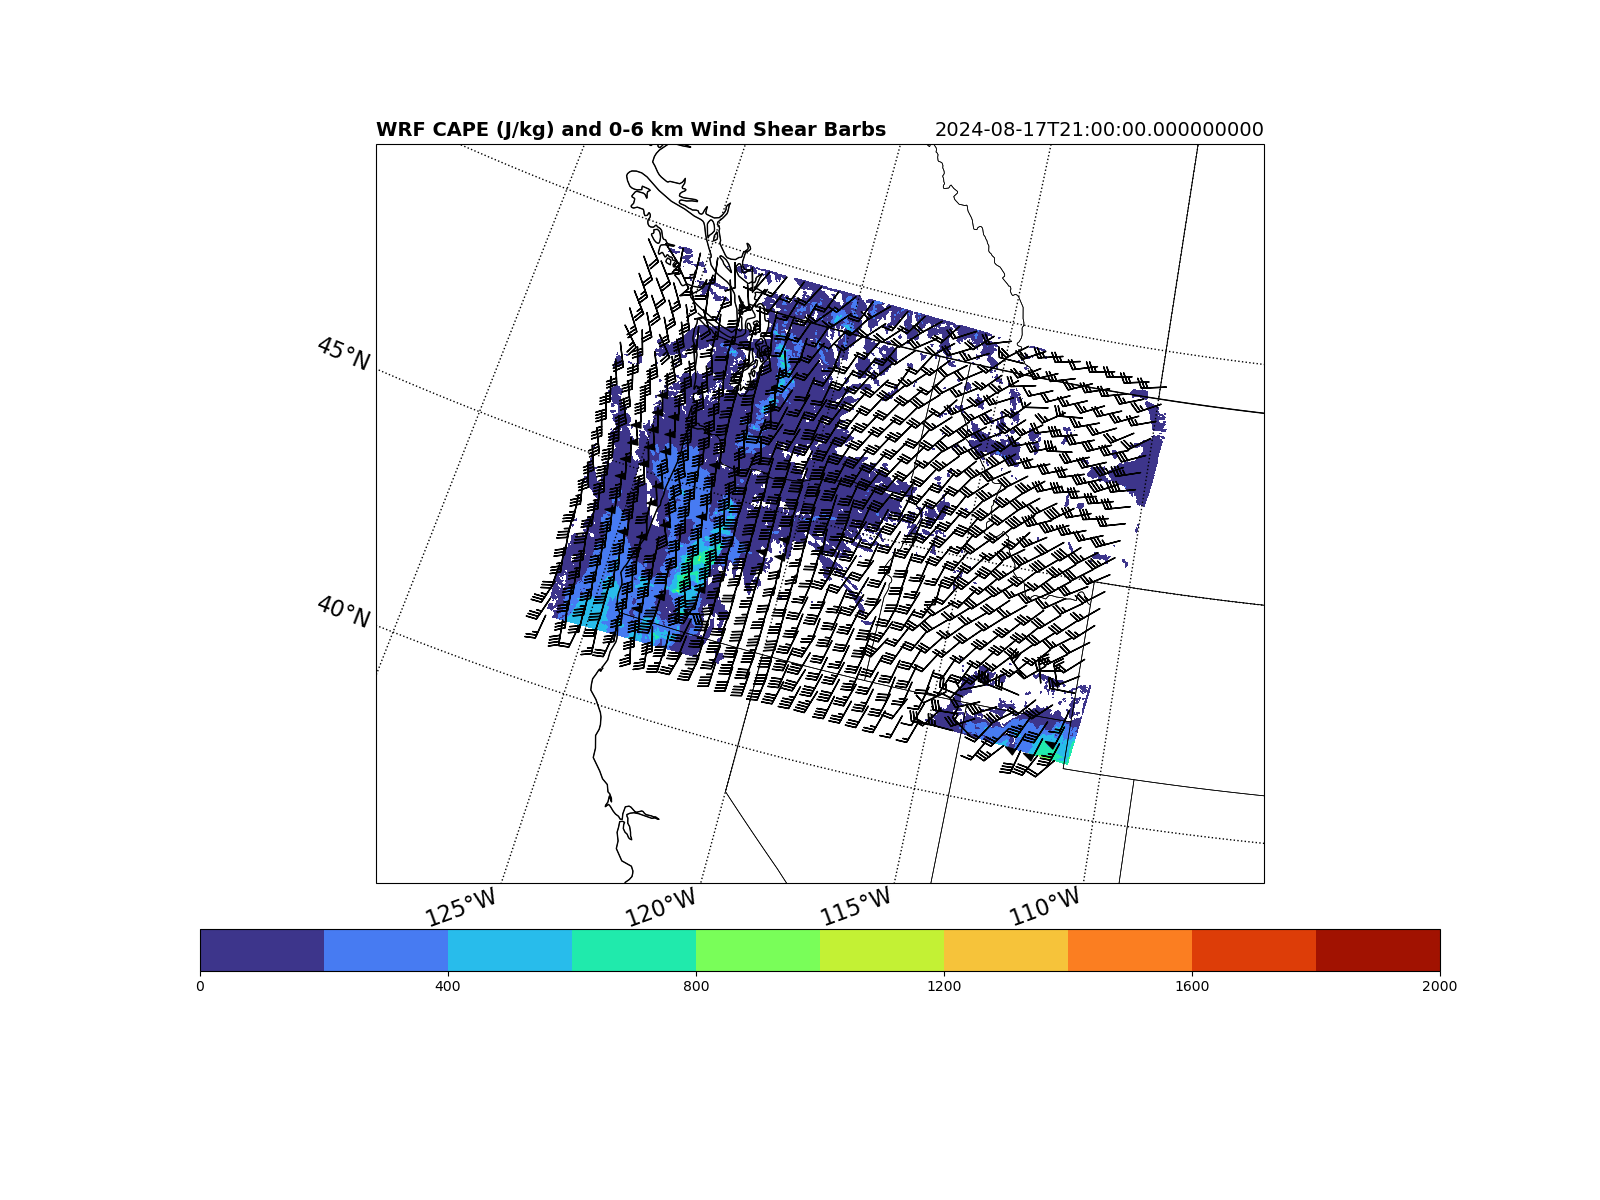 WRF CAPE (J/kg) and 0-6 km Wind Shear Barbs 2024-08-17T21:00:00.000000000
45°N
40°N
125°W 120°W 115°W 110°W
0 400 800 1200 1600 2000